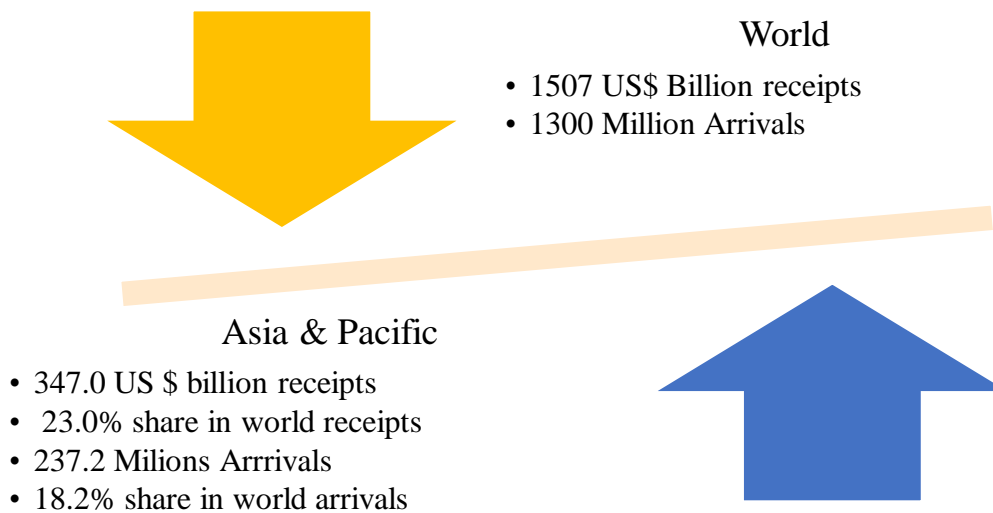 World
• 1507 US$ Billion receipts
• 1300 Million Arrivals
Asia & Pacific
• 347.0 US $ billion receipts
• 23.0% share in world receipts
• 237.2 Milions Arrrivals
• 18.2% share in world arrivals